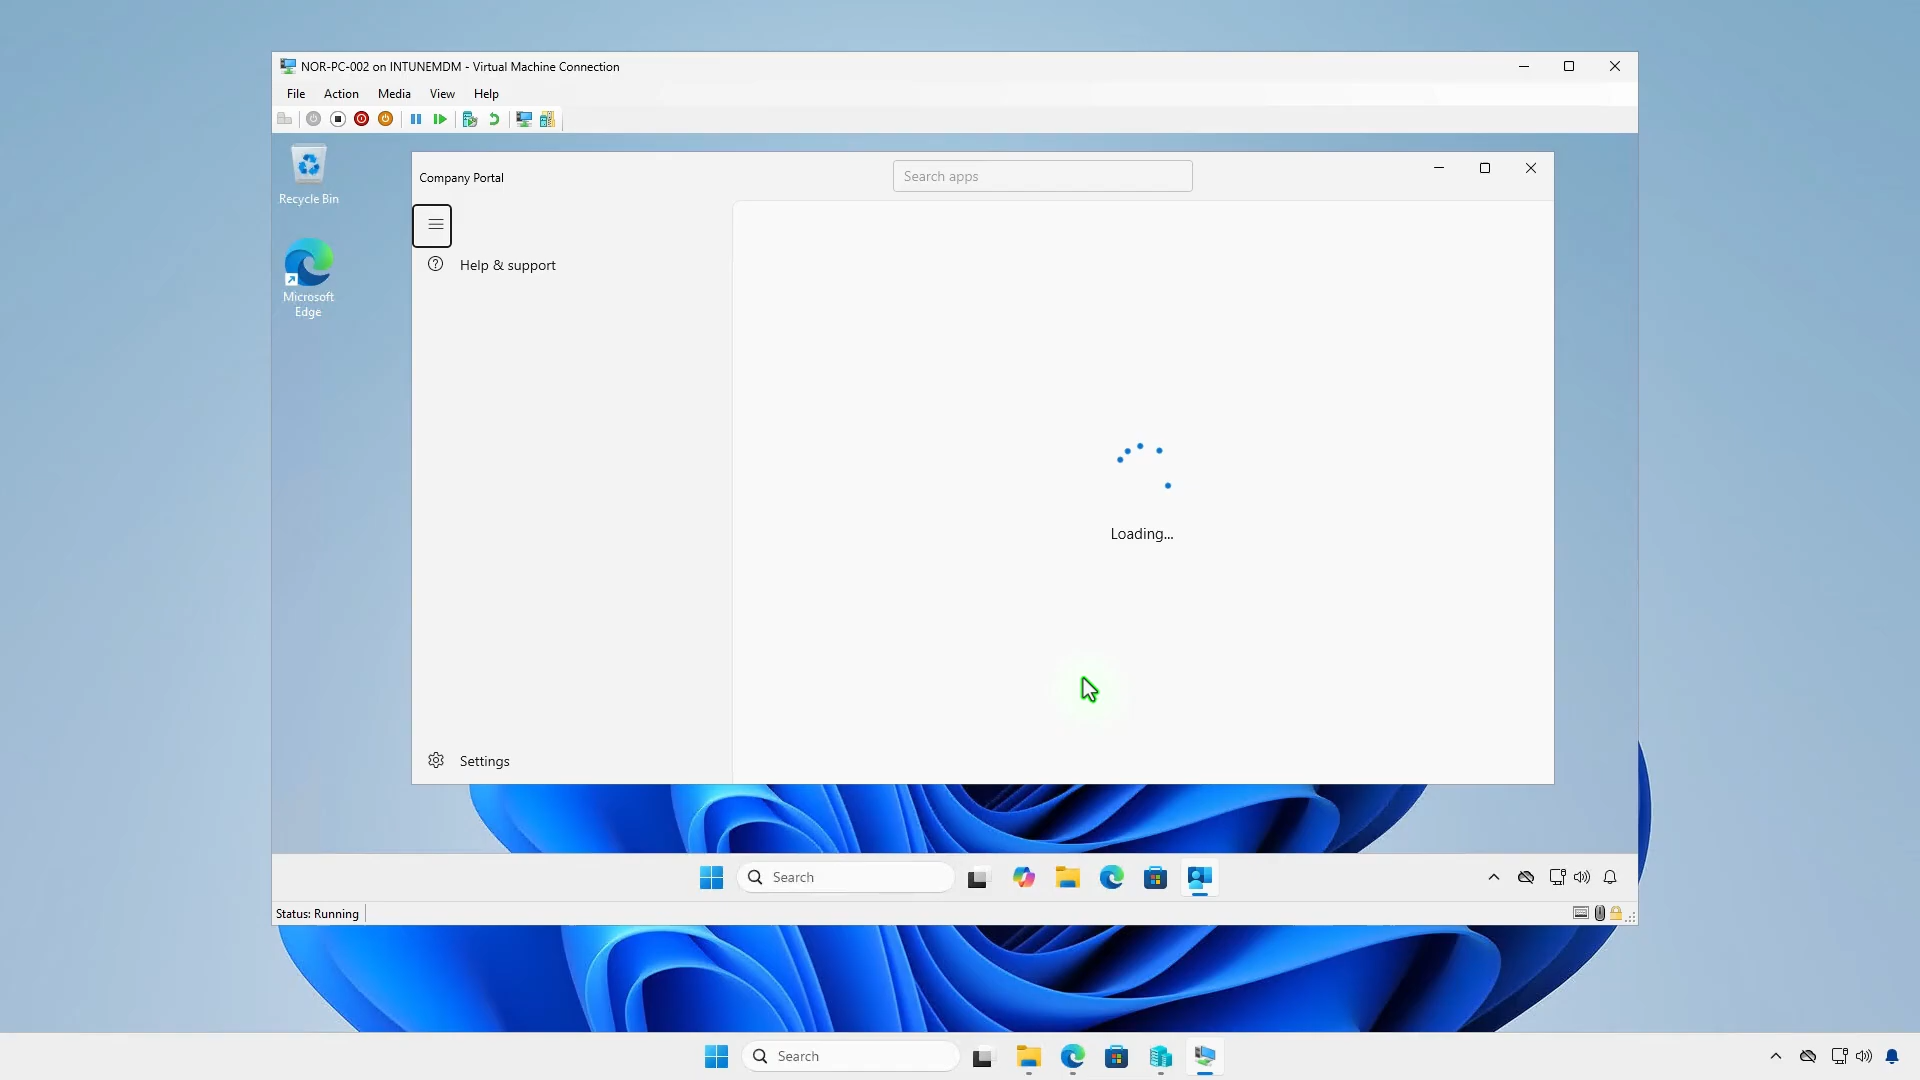 NOR-PC-002 on INTUNEMDM - Virtual Machine Connection
File Action Media View Help
Recycle Bin
Company Portal
Search apps
Help & support
Microsoft
Edge
Loading...
Settings
Search
Status: Running
Search